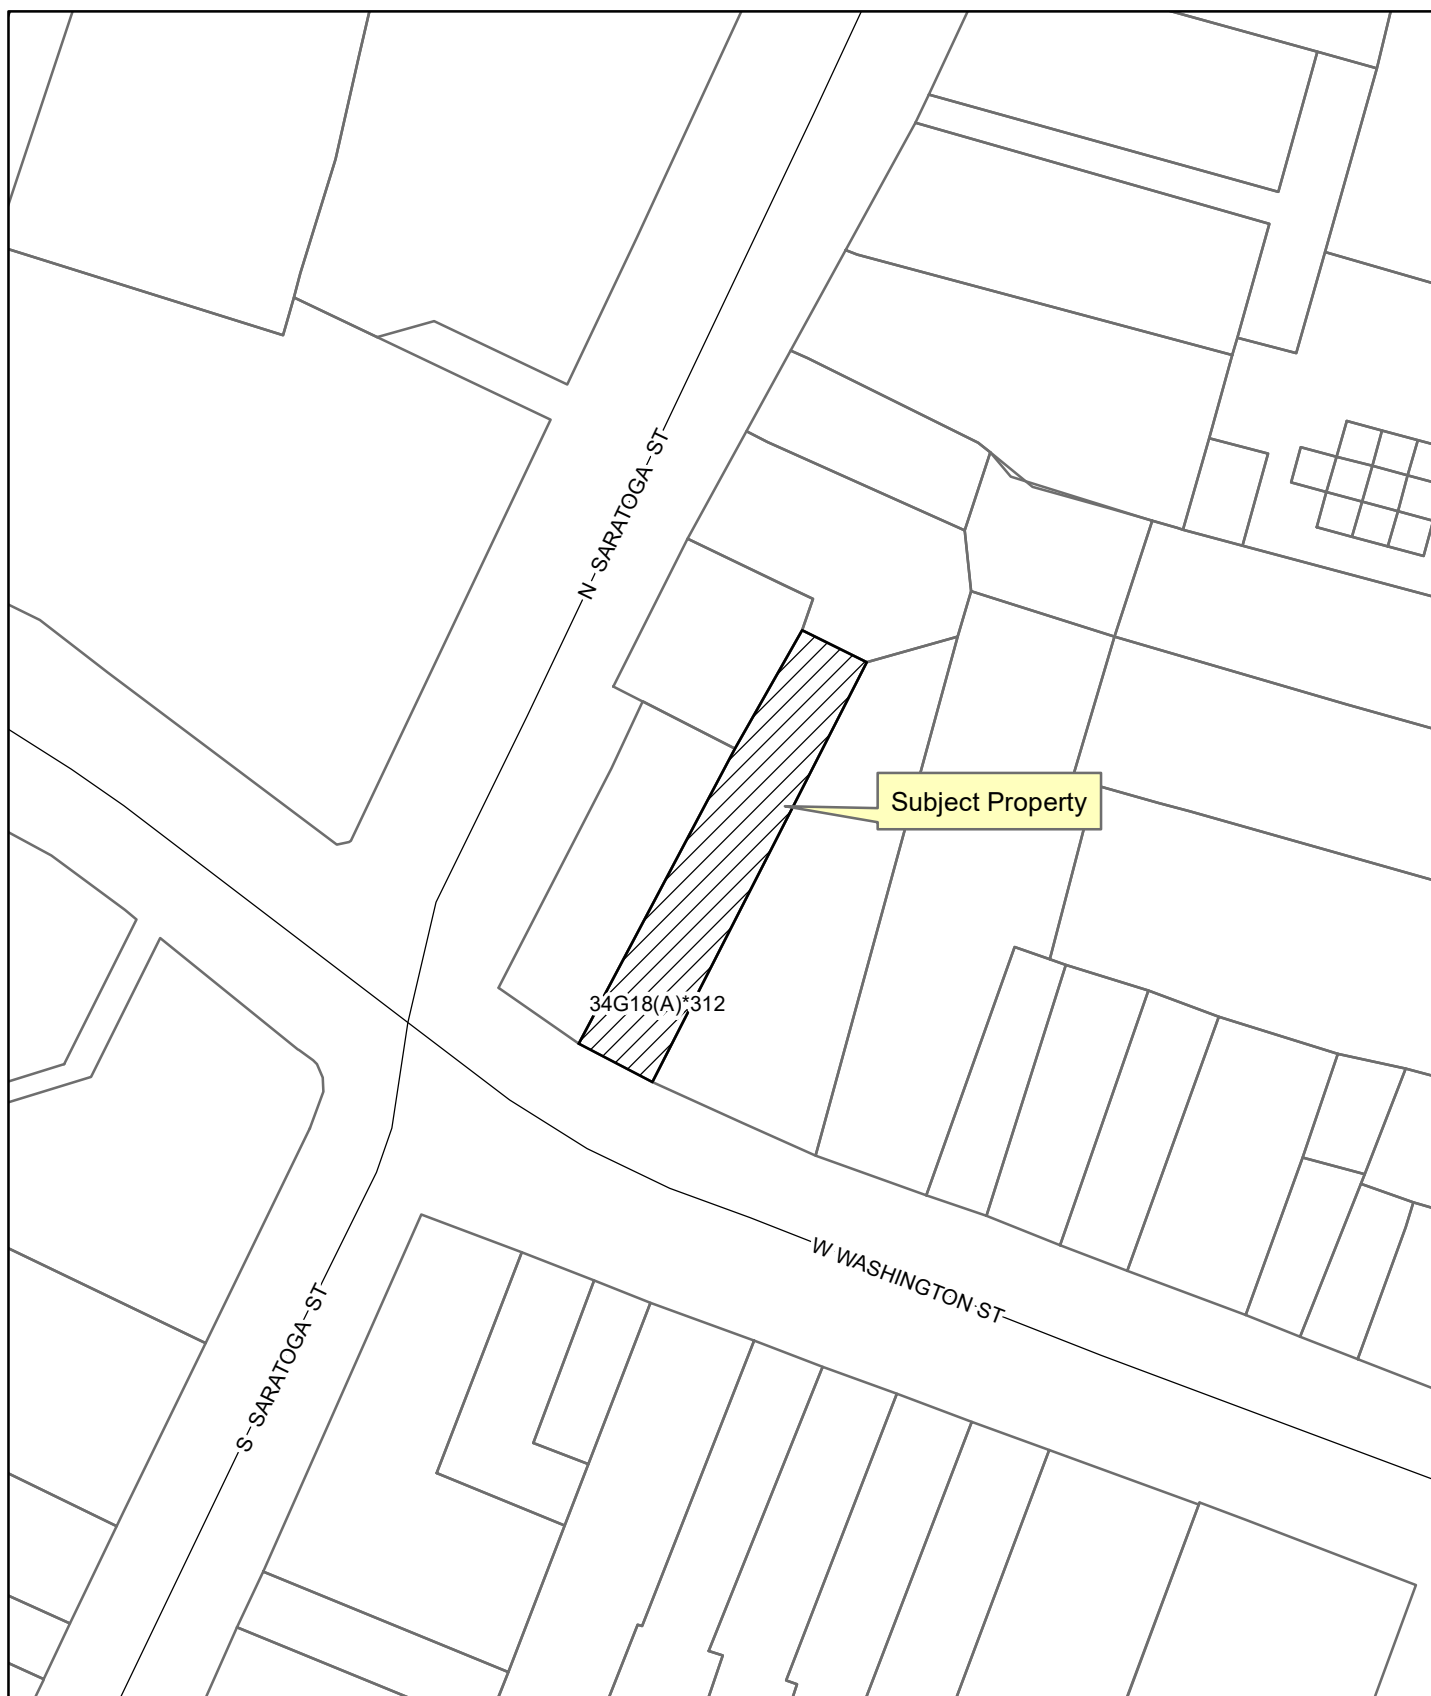 N SARATOGA ST
Subject Property
34G18(A)*312
W WASHINGTON ST
S SARATOGA ST